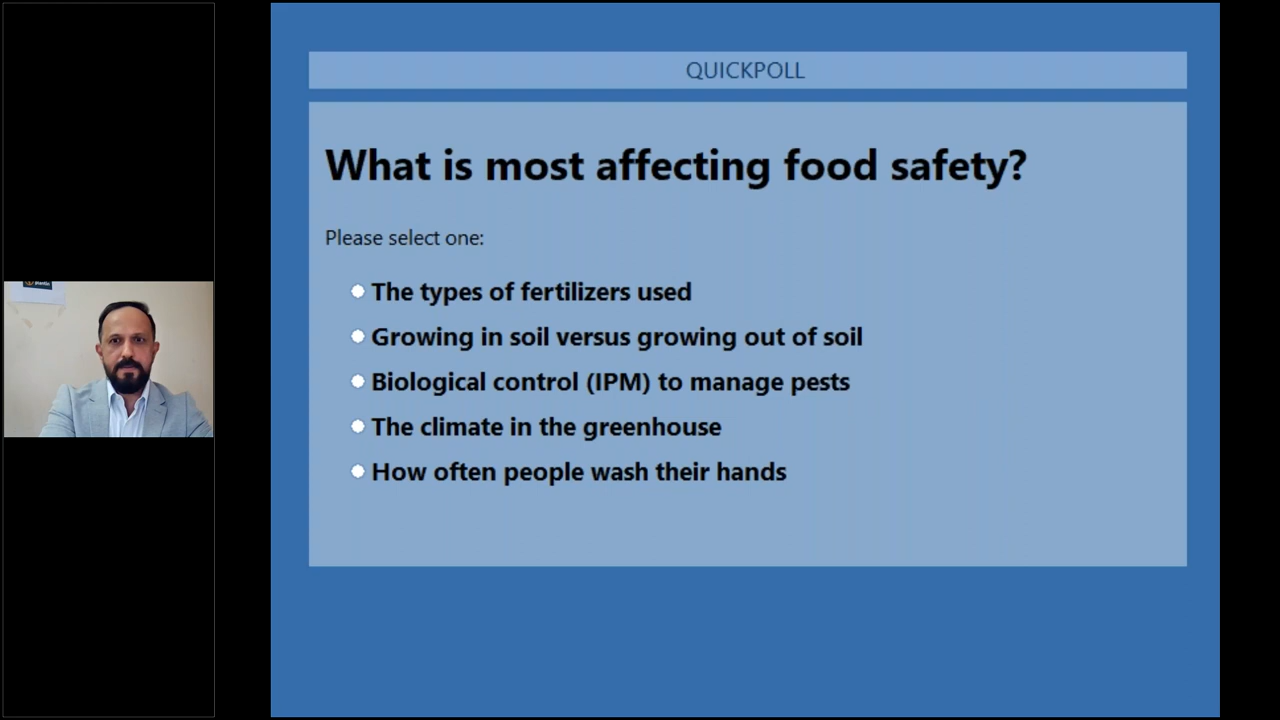 QUICKPOLL
What is most affecting food safety?
Please select one:
The types of fertilizers used
Growing in soil versus growing out of soil
Biological control (IPM) to manage pests
The climate in the greenhouse
How often people wash their hands